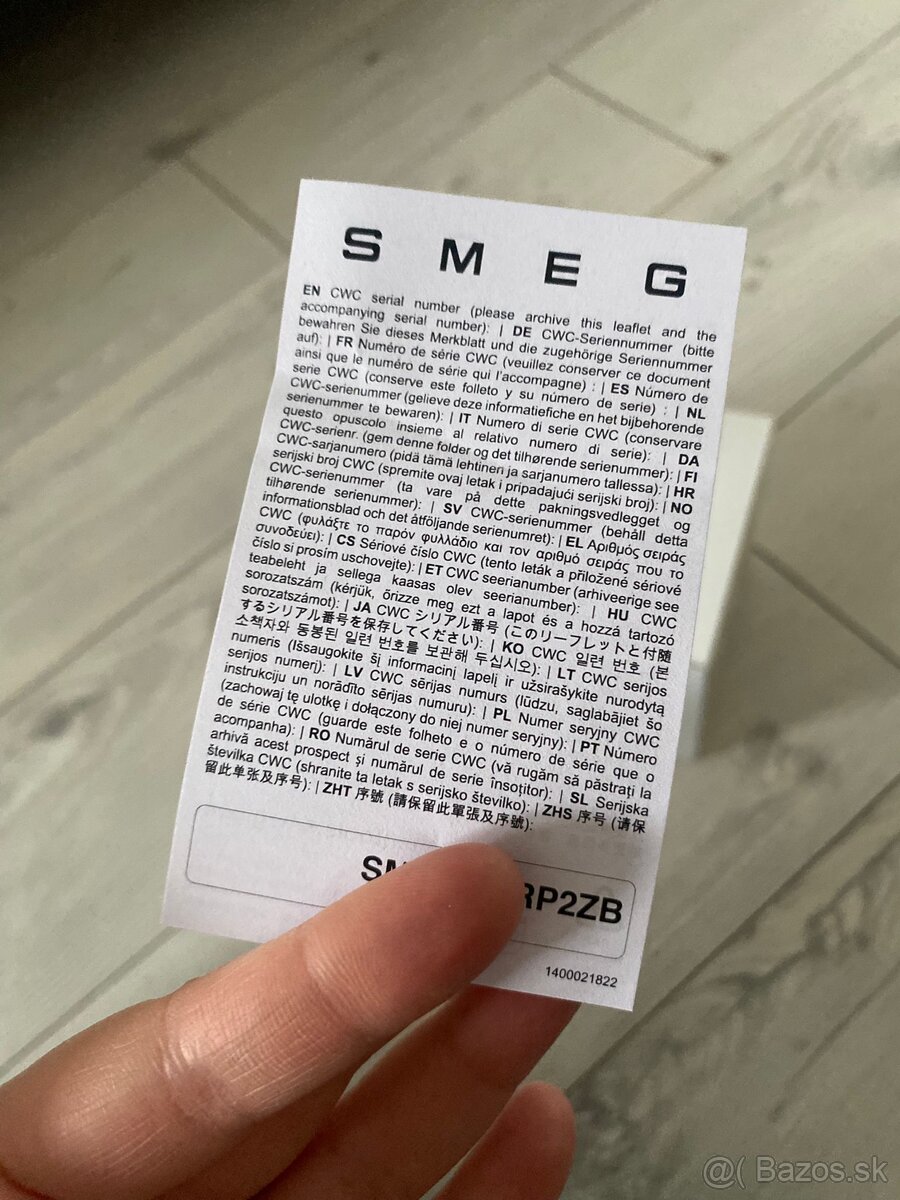 S M E G
EN CWC serial number (please archive this leaflet and the
accompanying serial number): | DE CWC-Seriennummer (bitte
bewahren Sie dieses Merkblatt und die zugehörige Seriennummer
auf): | FR Numéro de série CWC (veuillez conserver ce document
ainsi que le numéro de série qui l'accompagne) : | ES Número de
serie CWC (conserve este folleto y su número de serie) : | NL
CWC-serienummer (gelieve deze informatiefiche en het bijbehorende
serienummer te bewaren): | IT Numero di serie CWC (conservare
questo opuscolo insieme al relativo numero di serie): | DA
CWC-serienr. (gem denne folder og det tilhørende serienummer): | FI
CWC-sarjanumero (pidä tämä lehtinen ja sarjanumero tallessa): | HR
serijski broj CWC (spremite ovaj letak i pripadajući serijski broj): | NO
CWC-serienummer (ta vare på dette pakningsvedlegget og
tilhørende serienummer): | SV CWC-serienummer (behåll detta
informationsblad och det åtföljande serienumret): | EL Αριθμός σειράς
CWC (φυλάξτε το παρόν φυλλάδιο και τον αριθμό σειράς που το
συνοδεύει): | CS Sériové číslo CWC (tento leták a přiložené sériové
číslo si prosím uschovejte): | ET CWC seerianumber (arhiveerige see
teabeleht ja sellega kaasas olev seerianumber): | HU CWC
sorozatszám (kérjük, őrizze meg ezt a lapot és a hozzá tartozó
sorozatszámot): | JA CWC シリアル番号 (このリーフレットと付随
するシリアル番号を保存してください): | KO CWC 일련 번호 (본
소책자와 동봉된 일련 번호를 보관해 두십시오): | LT CWC serijos
numeris (Išsaugokite šį informacinį lapelį ir užsirašykite nurodytą
serijos numerį): | LV CWC sērijas numurs (lūdzu, saglabājiet šo
instrukciju un norādīto sērijas numuru): | PL Numer seryjny CWC
(zachowaj tę ulotkę i dołączony do niej numer seryjny): | PT Número
de série CWC (guarde este folheto e o número de série que o
acompanha): | RO Numărul de serie CWC (vă rugăm să păstrați la
arhivă acest prospect și numărul de serie însoțitor): | SL Serijska
številka CWC (shranite ta letak s serijsko številko): | ZHS 序号 (请保
留此单张及序号): | ZHT 序號 (請保留此單張及序號):
RP2ZB
1400021822
@( Bazos.sk